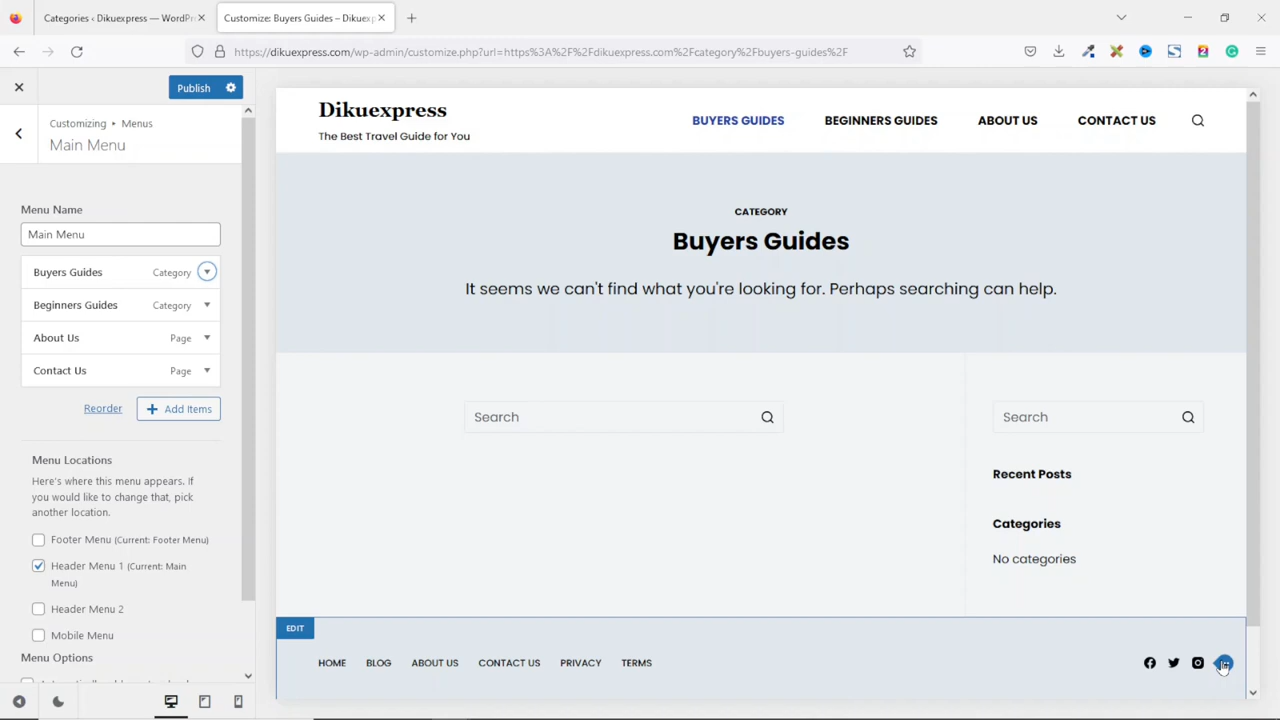 Categories ‹ Dikuexpress — WordPr
Customize: Buyers Guides – Dikuexp
https://dikuexpress.com/wp-admin/customize.php?url=https%3A%2F%2Fdikuexpress.com%2Fcategory%2Fbuyers-guides%2F
Publish
Customizing ▸ Menus
Main Menu
Menu Name
Main Menu
Buyers Guides Category
Beginners Guides Category
About Us Page
Contact Us Page
Reorder
Add Items
Menu Locations
Here's where this menu appears. If
you would like to change that, pick
another location.
Footer Menu (Current: Footer Menu)
Header Menu 1 (Current: Main
Menu)
Header Menu 2
Mobile Menu
Menu Options
Dikuexpress
The Best Travel Guide for You
BUYERS GUIDES
BEGINNERS GUIDES
ABOUT US
CONTACT US
CATEGORY
Buyers Guides
It seems we can't find what you're looking for. Perhaps searching can help.
Search
Search
Recent Posts
Categories
No categories
EDIT
HOME
BLOG
ABOUT US
CONTACT US
PRIVACY
TERMS